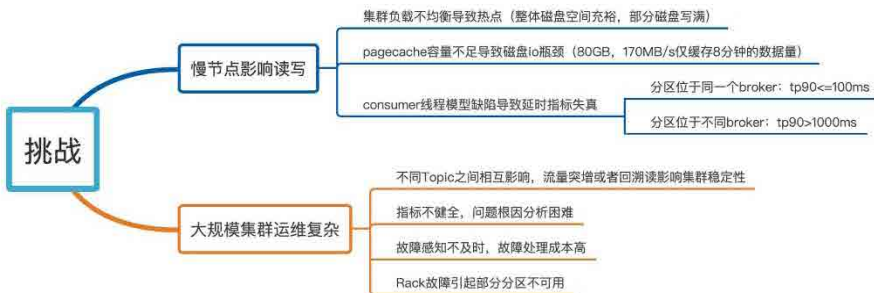 挑战
慢节点影响读写
集群负载不均衡导致热点（整体磁盘空间充裕，部分磁盘写满）
pagecache容量不足导致磁盘io瓶颈（80GB，170MB/s仅缓存8分钟的数据量）
consumer线程模型缺陷导致延时指标失真
分区位于同一个broker：tp90<=100ms
分区位于不同broker：tp90>1000ms
大规模集群运维复杂
不同Topic之间相互影响，流量突增或者回溯读影响集群稳定性
指标不健全，问题根因分析困难
故障感知不及时，故障处理成本高
Rack故障引起部分分区不可用